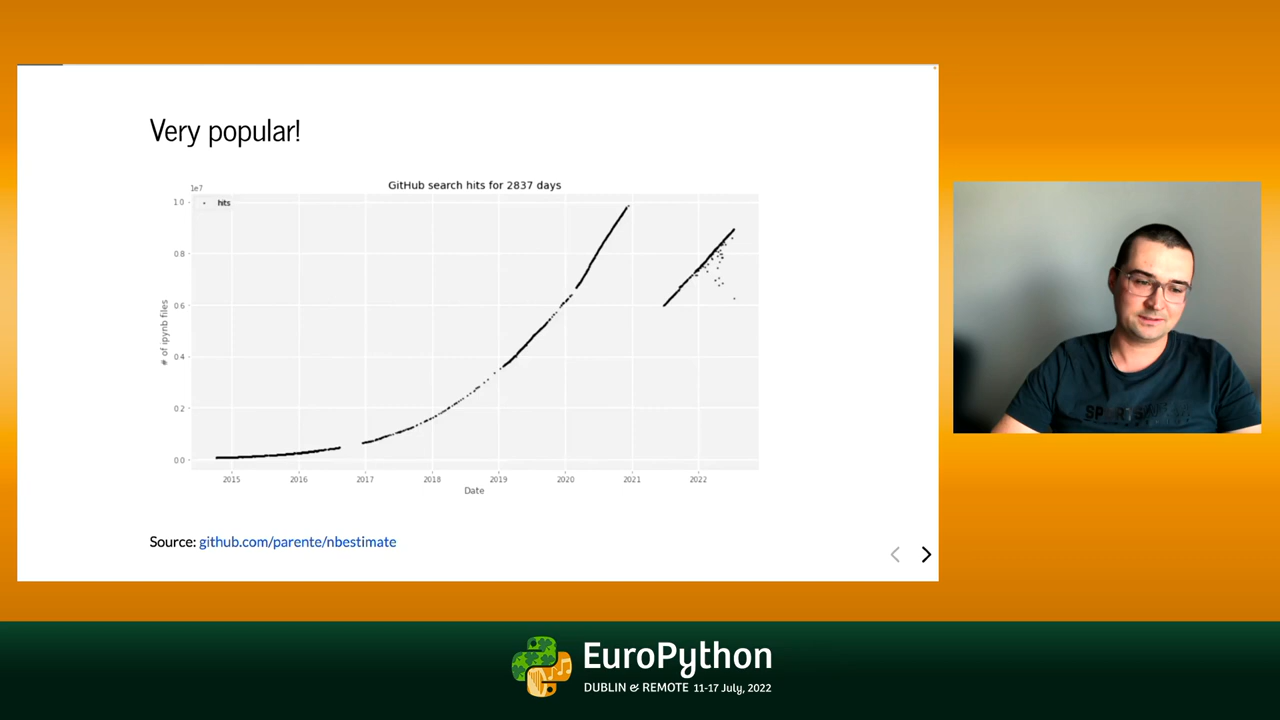 Very popular!
GitHub search hits for 2837 days
1e7
hits
1.0
0.8
0.6
0.4
0.2
0.0
# of ipynb files
2015 2016 2017 2018 2019 2020 2021 2022
Date
Source: github.com/parente/nbestimate
EuroPython
DUBLIN & REMOTE 11-17 July, 2022